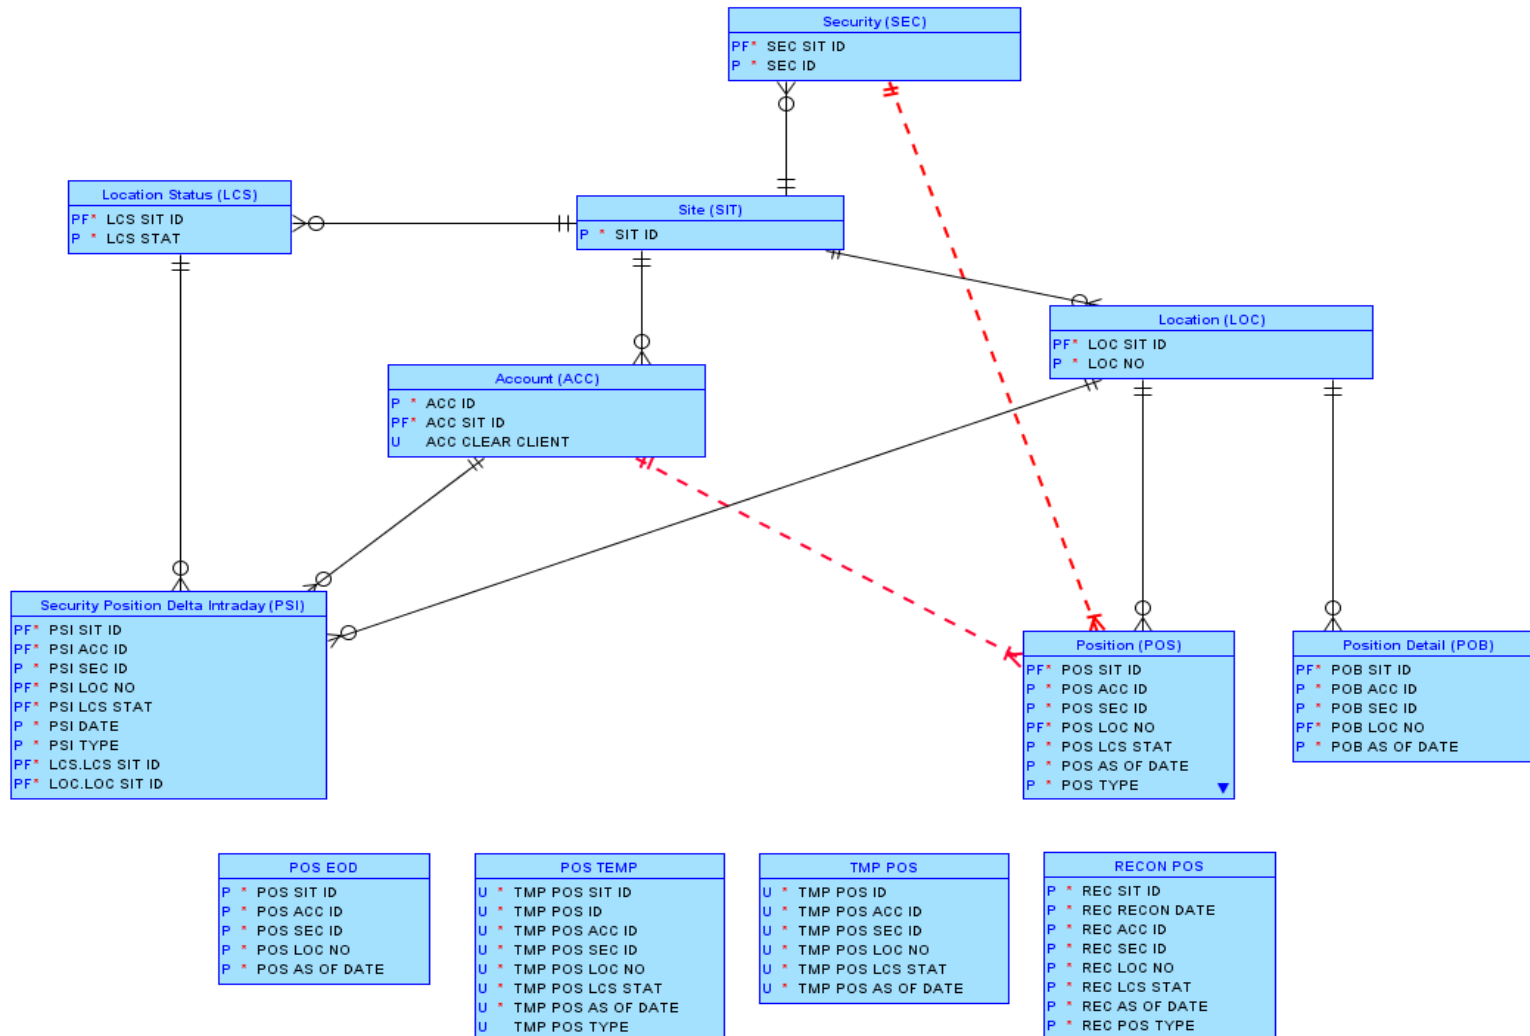 Security (SEC)
PF* SEC SIT ID
P * SEC ID
Location Status (LCS)
PF* LCS SIT ID
P * LCS STAT
Site (SIT)
P * SIT ID
Location (LOC)
PF* LOC SIT ID
P * LOC NO
Account (ACC)
P * ACC ID
PF* ACC SIT ID
U ACC CLEAR CLIENT
Security Position Delta Intraday (PSI)
PF* PSI SIT ID
PF* PSI ACC ID
P * PSI SEC ID
PF* PSI LOC NO
PF* PSI LCS STAT
P * PSI DATE
P * PSI TYPE
PF* LCS.LCS SIT ID
PF* LOC.LOC SIT ID
Position (POS)
PF* POS SIT ID
P * POS ACC ID
P * POS SEC ID
PF* POS LOC NO
P * POS LCS STAT
P * POS AS OF DATE
P * POS TYPE
Position Detail (POB)
PF* POB SIT ID
P * POB ACC ID
P * POB SEC ID
PF* POB LOC NO
P * POB AS OF DATE
POS EOD
P * POS SIT ID
P * POS ACC ID
P * POS SEC ID
P * POS LOC NO
P * POS AS OF DATE
POS TEMP
U * TMP POS SIT ID
U * TMP POS ID
U * TMP POS ACC ID
U * TMP POS SEC ID
U * TMP POS LOC NO
U * TMP POS LCS STAT
U * TMP POS AS OF DATE
U TMP POS TYPE
TMP POS
U * TMP POS ID
U * TMP POS ACC ID
U * TMP POS SEC ID
U * TMP POS LOC NO
U * TMP POS LCS STAT
U * TMP POS AS OF DATE
RECON POS
P * REC SIT ID
P * REC RECON DATE
P * REC ACC ID
P * REC SEC ID
P * REC LOC NO
P * REC LCS STAT
P * REC AS OF DATE
P * REC POS TYPE